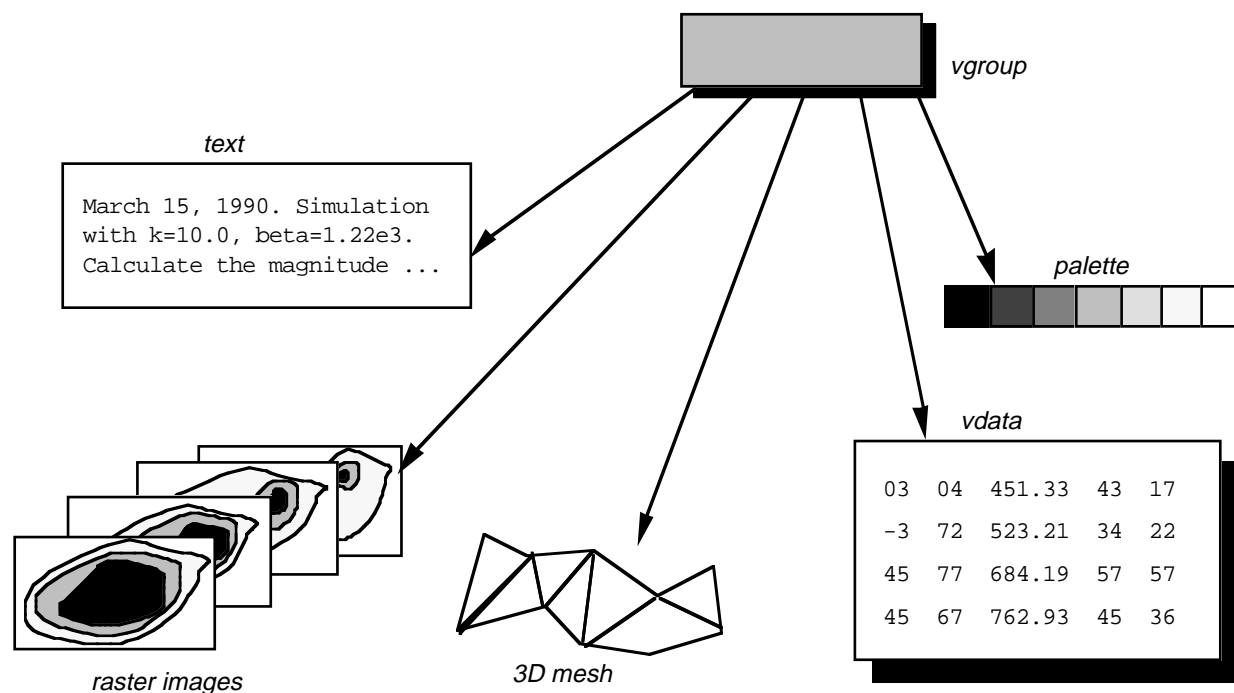 vgroup
text
March 15, 1990. Simulation
with k=10.0, beta=1.22e3.
Calculate the magnitude ...
palette
vdata
03 04 451.33 43 17
-3 72 523.21 34 22
45 77 684.19 57 57
45 67 762.93 45 36
3D mesh
raster images